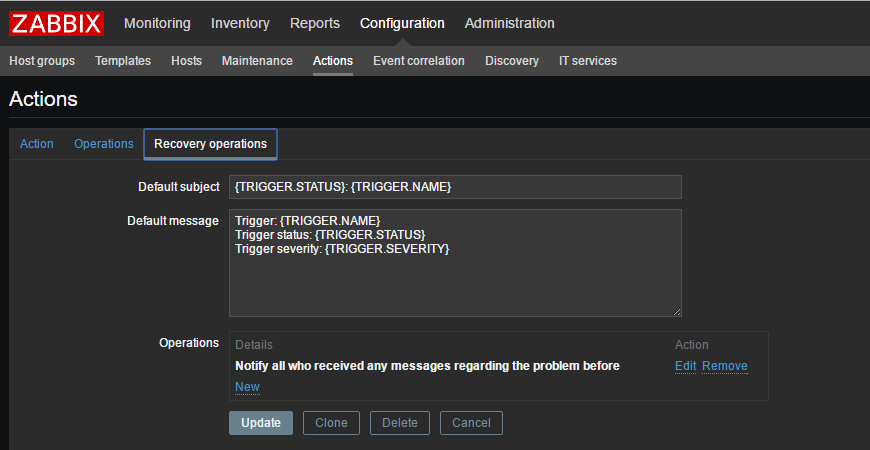 ZABBIX Monitoring Inventory Reports Configuration Administration
Host groups Templates Hosts Maintenance Actions Event correlation Discovery IT services
Actions
Action Operations Recovery operations
Default subject {TRIGGER.STATUS}: {TRIGGER.NAME}
Default message Trigger: {TRIGGER.NAME}
Trigger status: {TRIGGER.STATUS}
Trigger severity: {TRIGGER.SEVERITY}
Operations Details Action
Notify all who received any messages regarding the problem before Edit Remove
New
Update Clone Delete Cancel